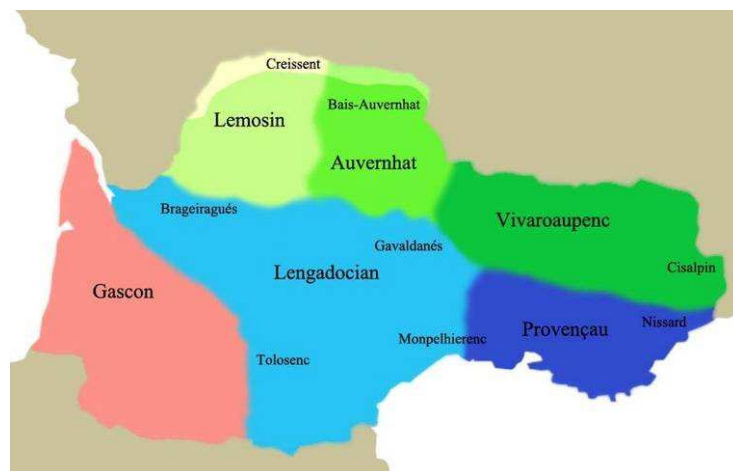 Creissent
Bais-Auvernhat
Lemosin
Auvernhat
Brageiragués
Vivaroaupenc
Gavaldanés
Lengadocian
Cisalpin
Gascon
Nissard
Provençau
Monpelhierenc
Tolosenc